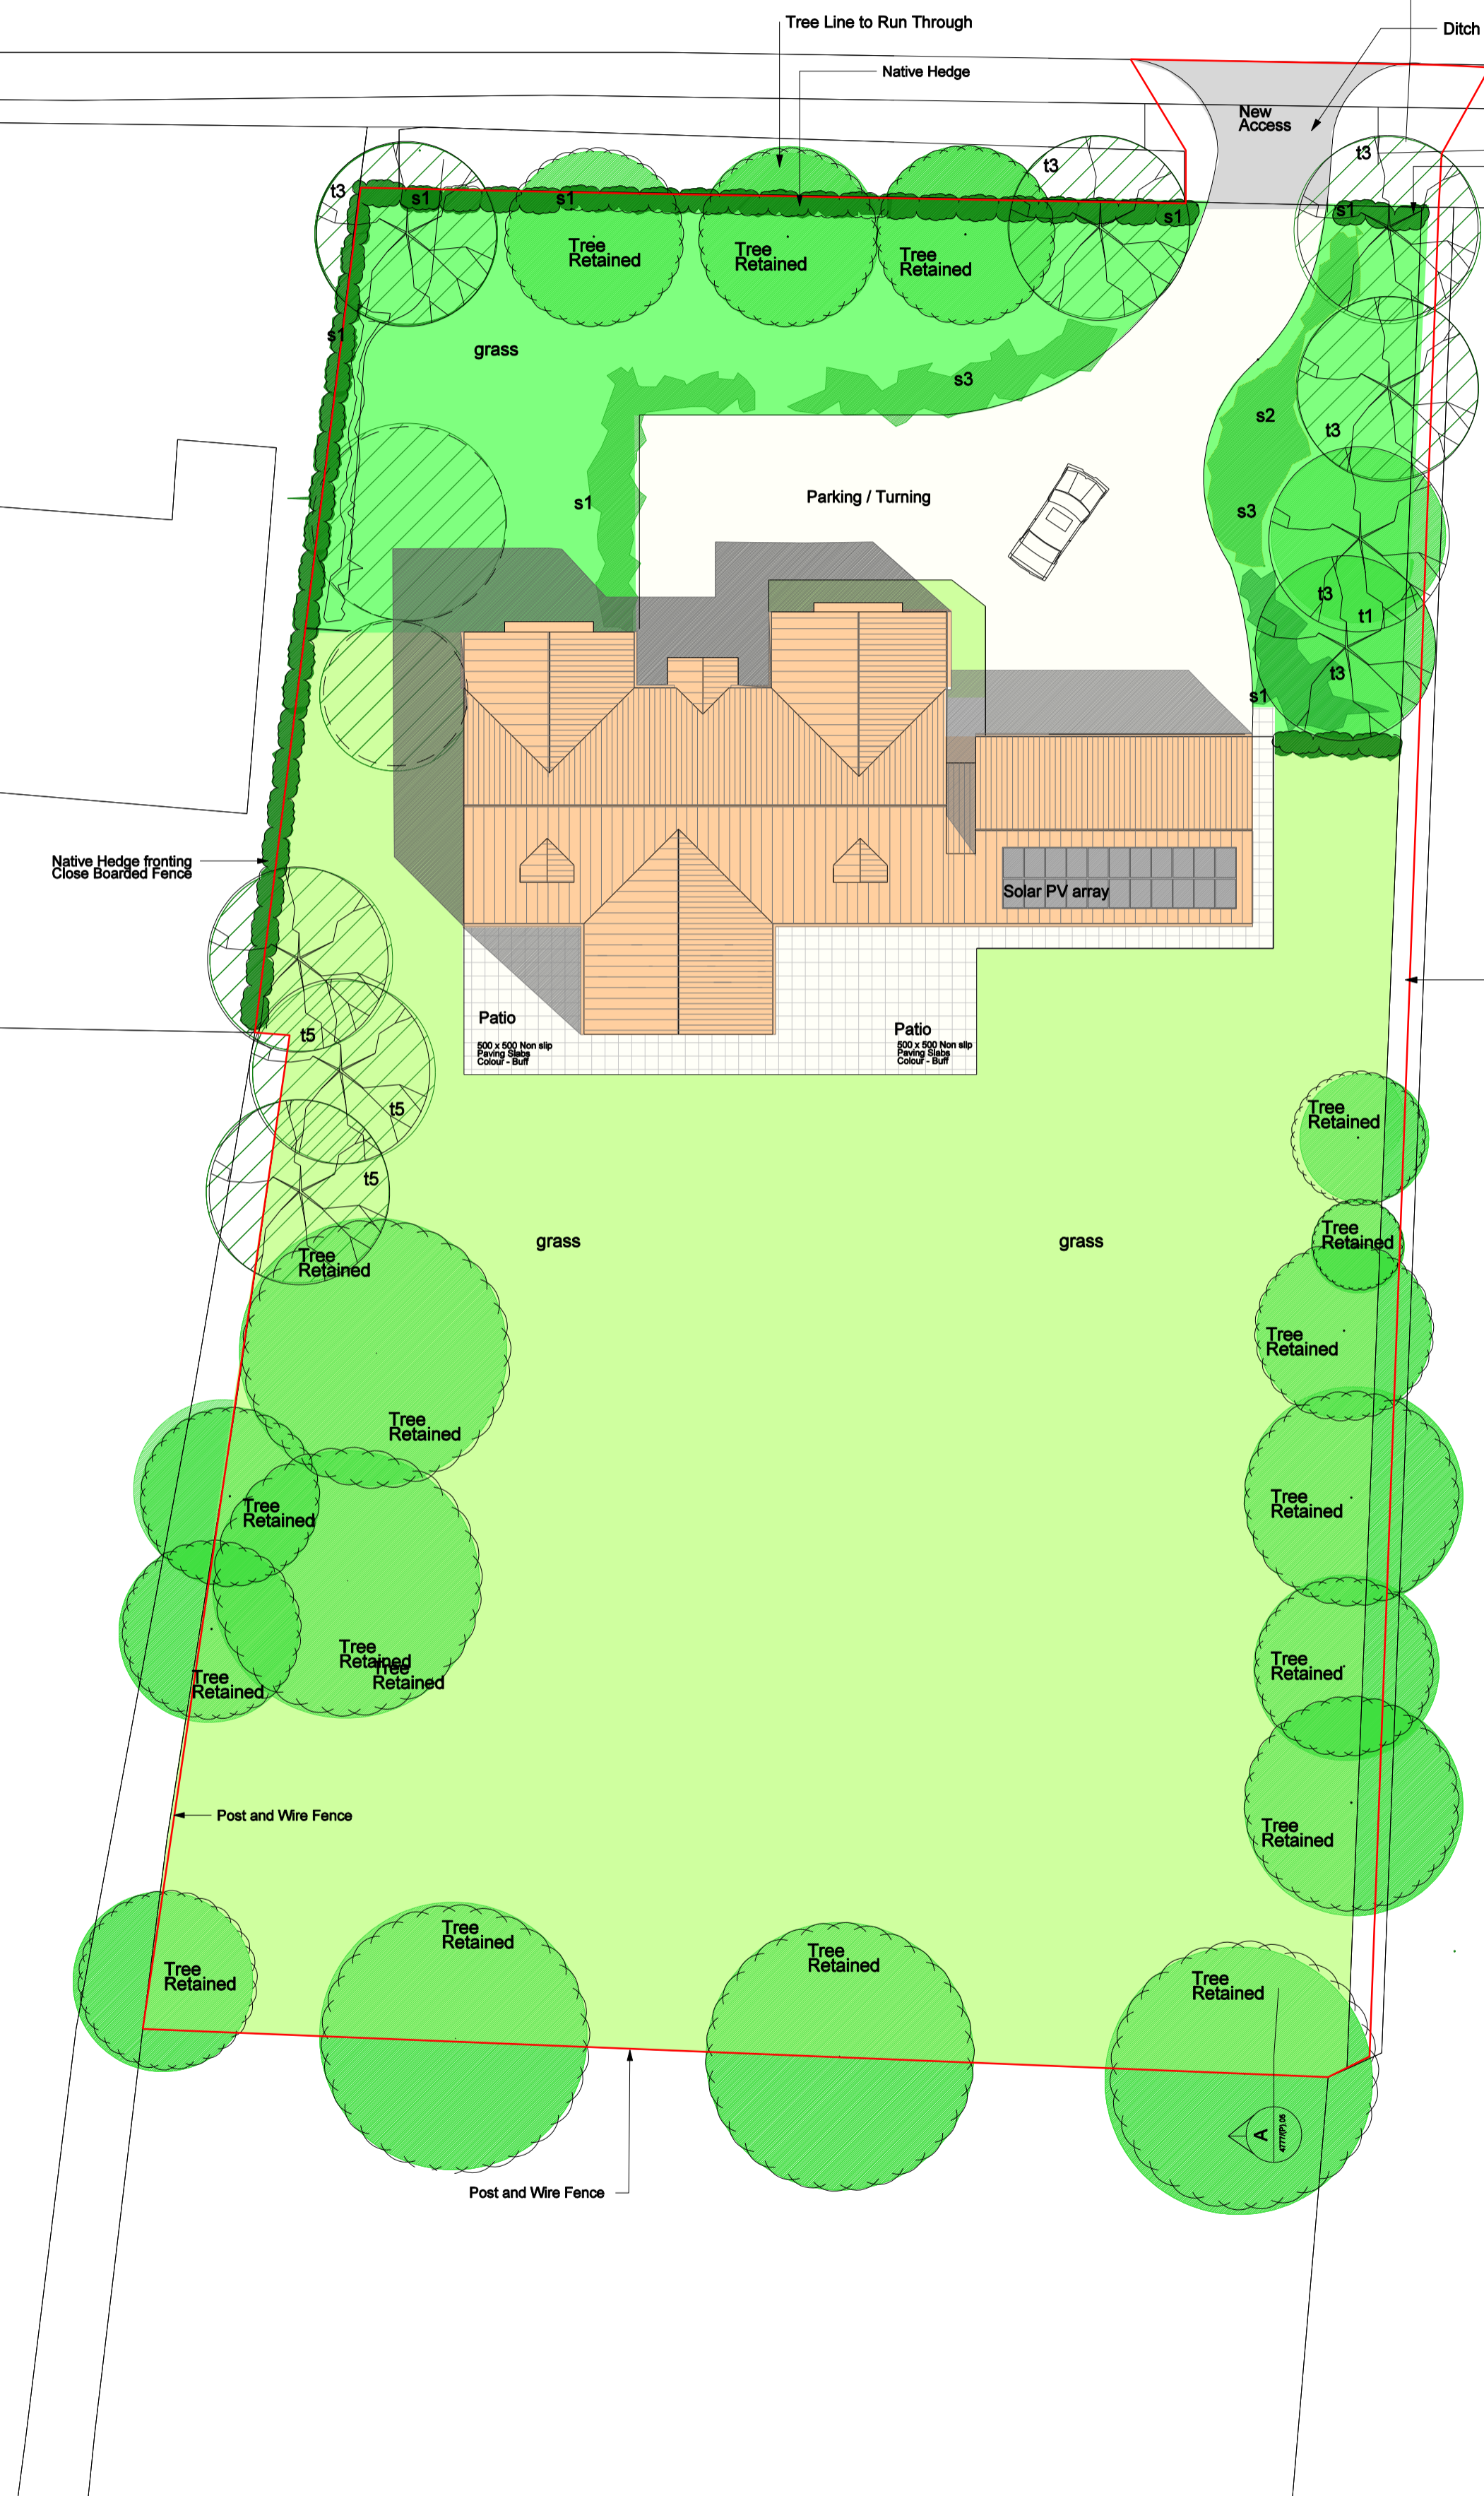 Tree Line to Run Through
Ditch
Native Hedge
New
Access
t3
t3
t3
s1
s1
s1
s1
Tree
Retained
Tree
Retained
Tree
Retained
s1
grass
s3
s2
t3
Parking / Turning
s1
s3
t3
t1
t3
s1
Native Hedge fronting
Close Boarded Fence
Solar PV array
Patio
500 x 500 Non slip
Paving Slabs
Colour - Buff
Patio
500 x 500 Non slip
Paving Slabs
Colour - Buff
t5
t5
t5
Tree
Retained
Tree
Retained
grass
grass
Tree
Retained
Tree
Retained
Tree
Retained
Tree
Retained
Tree
Retained
Tree
Retained
Tree
Retained
Tree
Retained
Tree
Retained
Post and Wire Fence
Tree
Retained
Tree
Retained
Tree
Retained
Tree
Retained
Tree
Retained
A
4777/(P).05
Post and Wire Fence